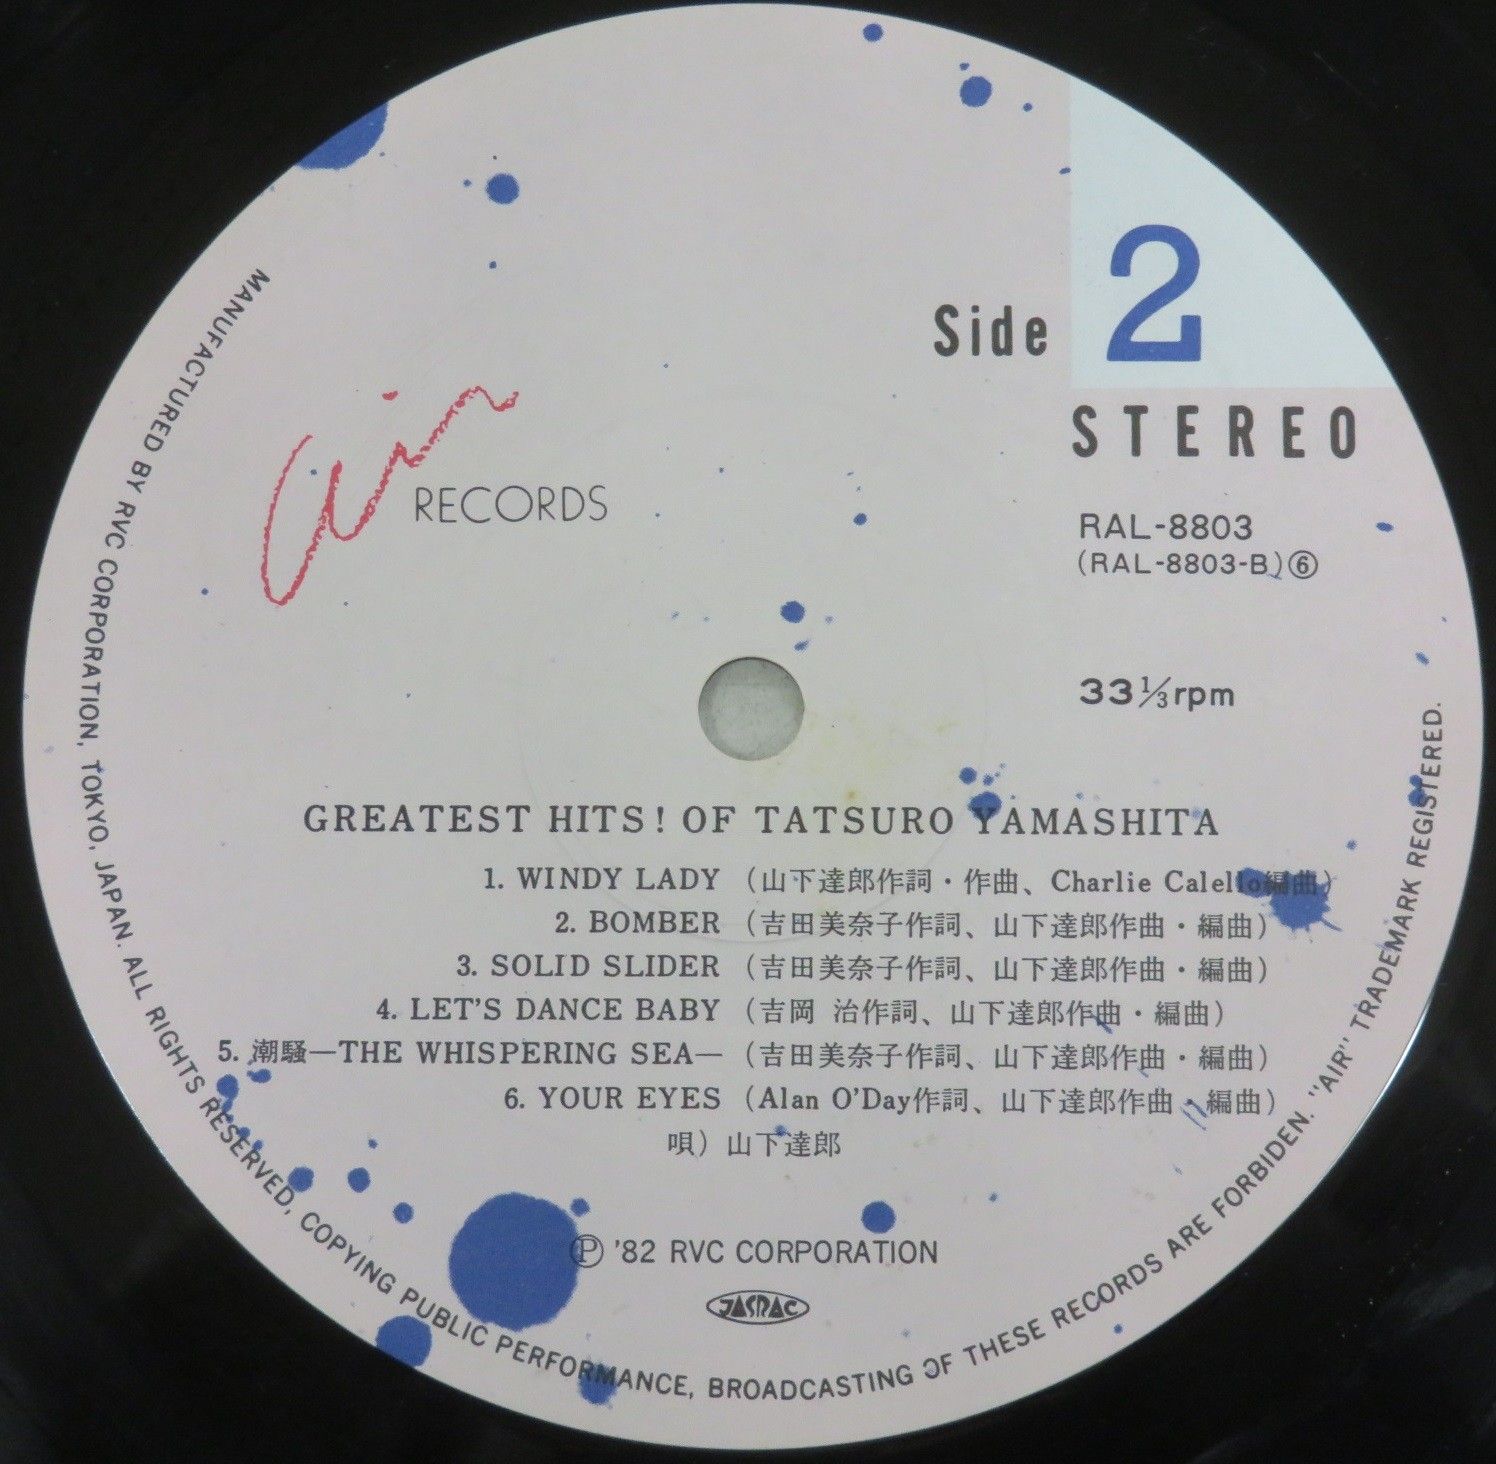 Side 2
STEREO
Air
RECORDS
RAL-8803
(RAL-8803-B)⑥
33⅓rpm
GREATEST HITS! OF TATSURO YAMASHITA
1. WINDY LADY (山下達郎作詞・作曲、Charlie Calello編曲)
2. BOMBER (吉田美奈子作詞、山下達郎作曲・編曲)
3. SOLID SLIDER (吉田美奈子作詞、山下達郎作曲・編曲)
4. LET'S DANCE BABY (吉岡 治作詞、山下達郎作曲・編曲)
5. 潮騒—THE WHISPERING SEA— (吉田美奈子作詞、山下達郎作曲・編曲)
6. YOUR EYES (Alan O'Day作詞、山下達郎作曲・編曲)
唄) 山下達郎
Ⓟ '82 RVC CORPORATION
JASRAC
MANUFACTURED BY RVC CORPORATION, TOKYO, JAPAN. ALL RIGHTS RESERVED, COPYING PUBLIC PERFORMANCE, BROADCASTING OF THESE RECORDS ARE FORBIDEN. "AIR" TRADEMARK REGISTERED.